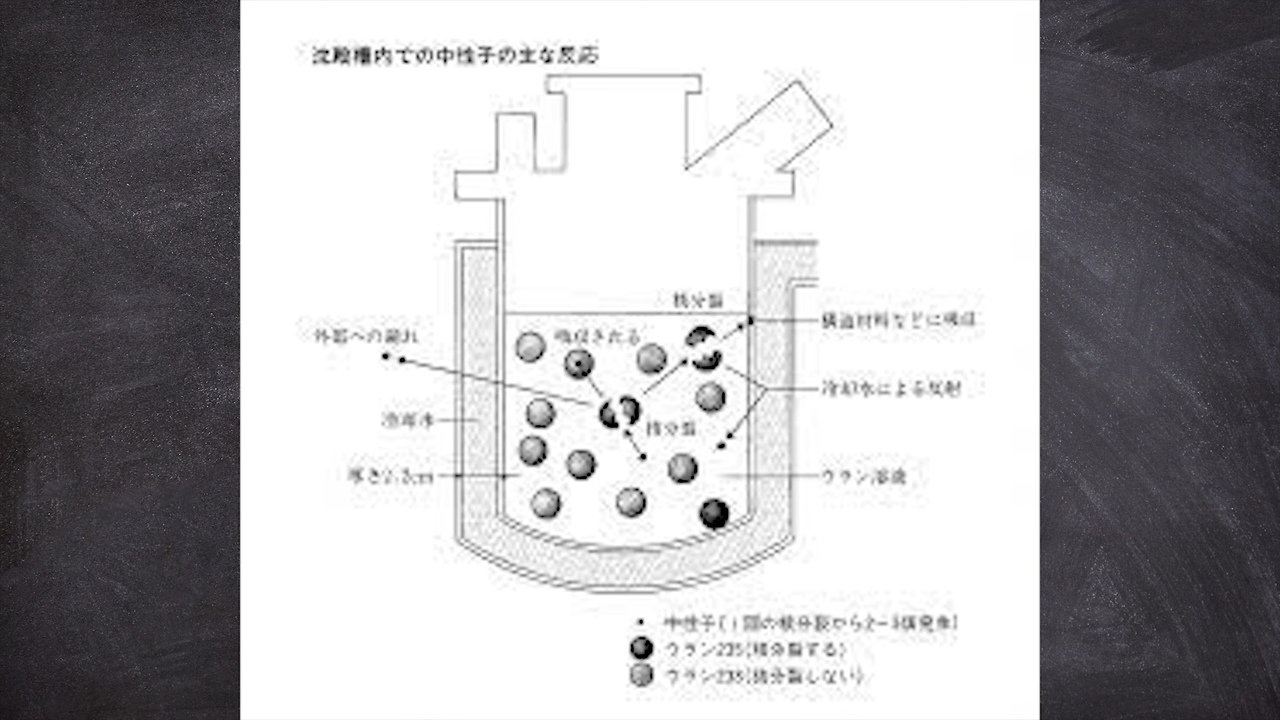 沈殿槽内での中性子の主な反応
核分裂
構造材料などに吸収
外部への漏れ
吸収される
冷却水による反射
冷却水
核分裂
厚さ2.2cm
ウラン溶液
中性子(1回の核分裂から2−3個発生)
ウラン235(核分裂する)
ウラン238(核分裂しない)